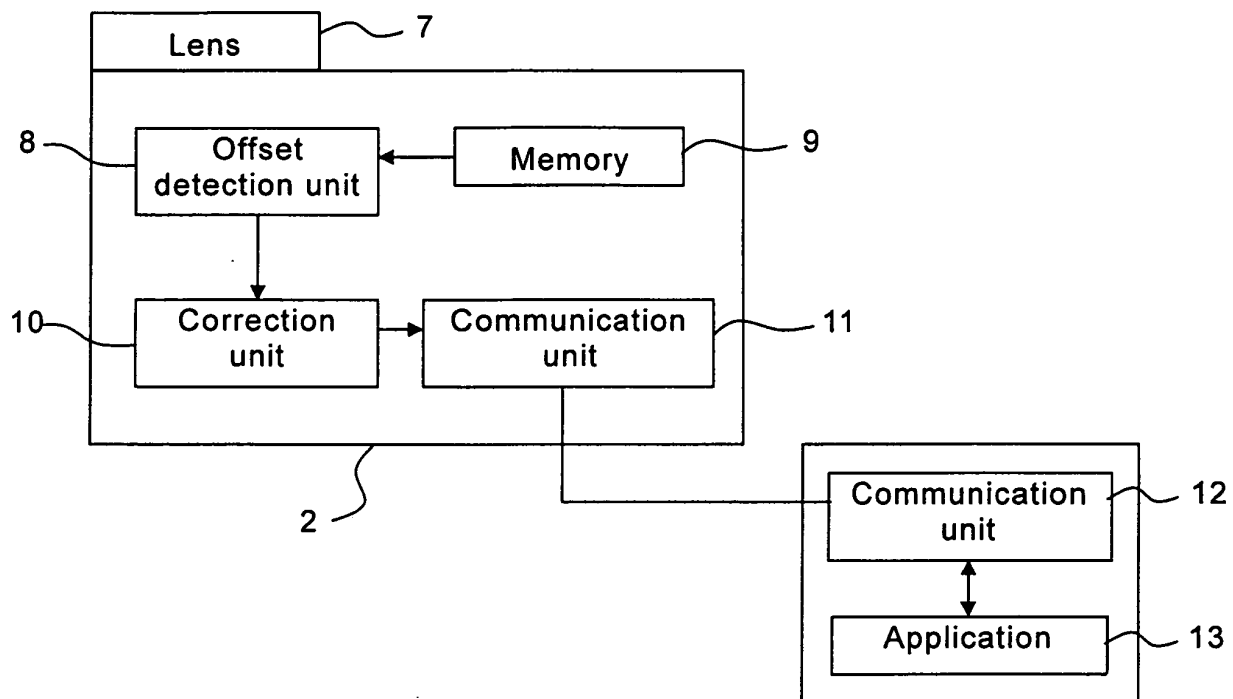 Lens
7
8
Offset
detection unit
Memory
9
10
Correction
unit
Communication
unit
11
2
Communication
unit
12
Application
13